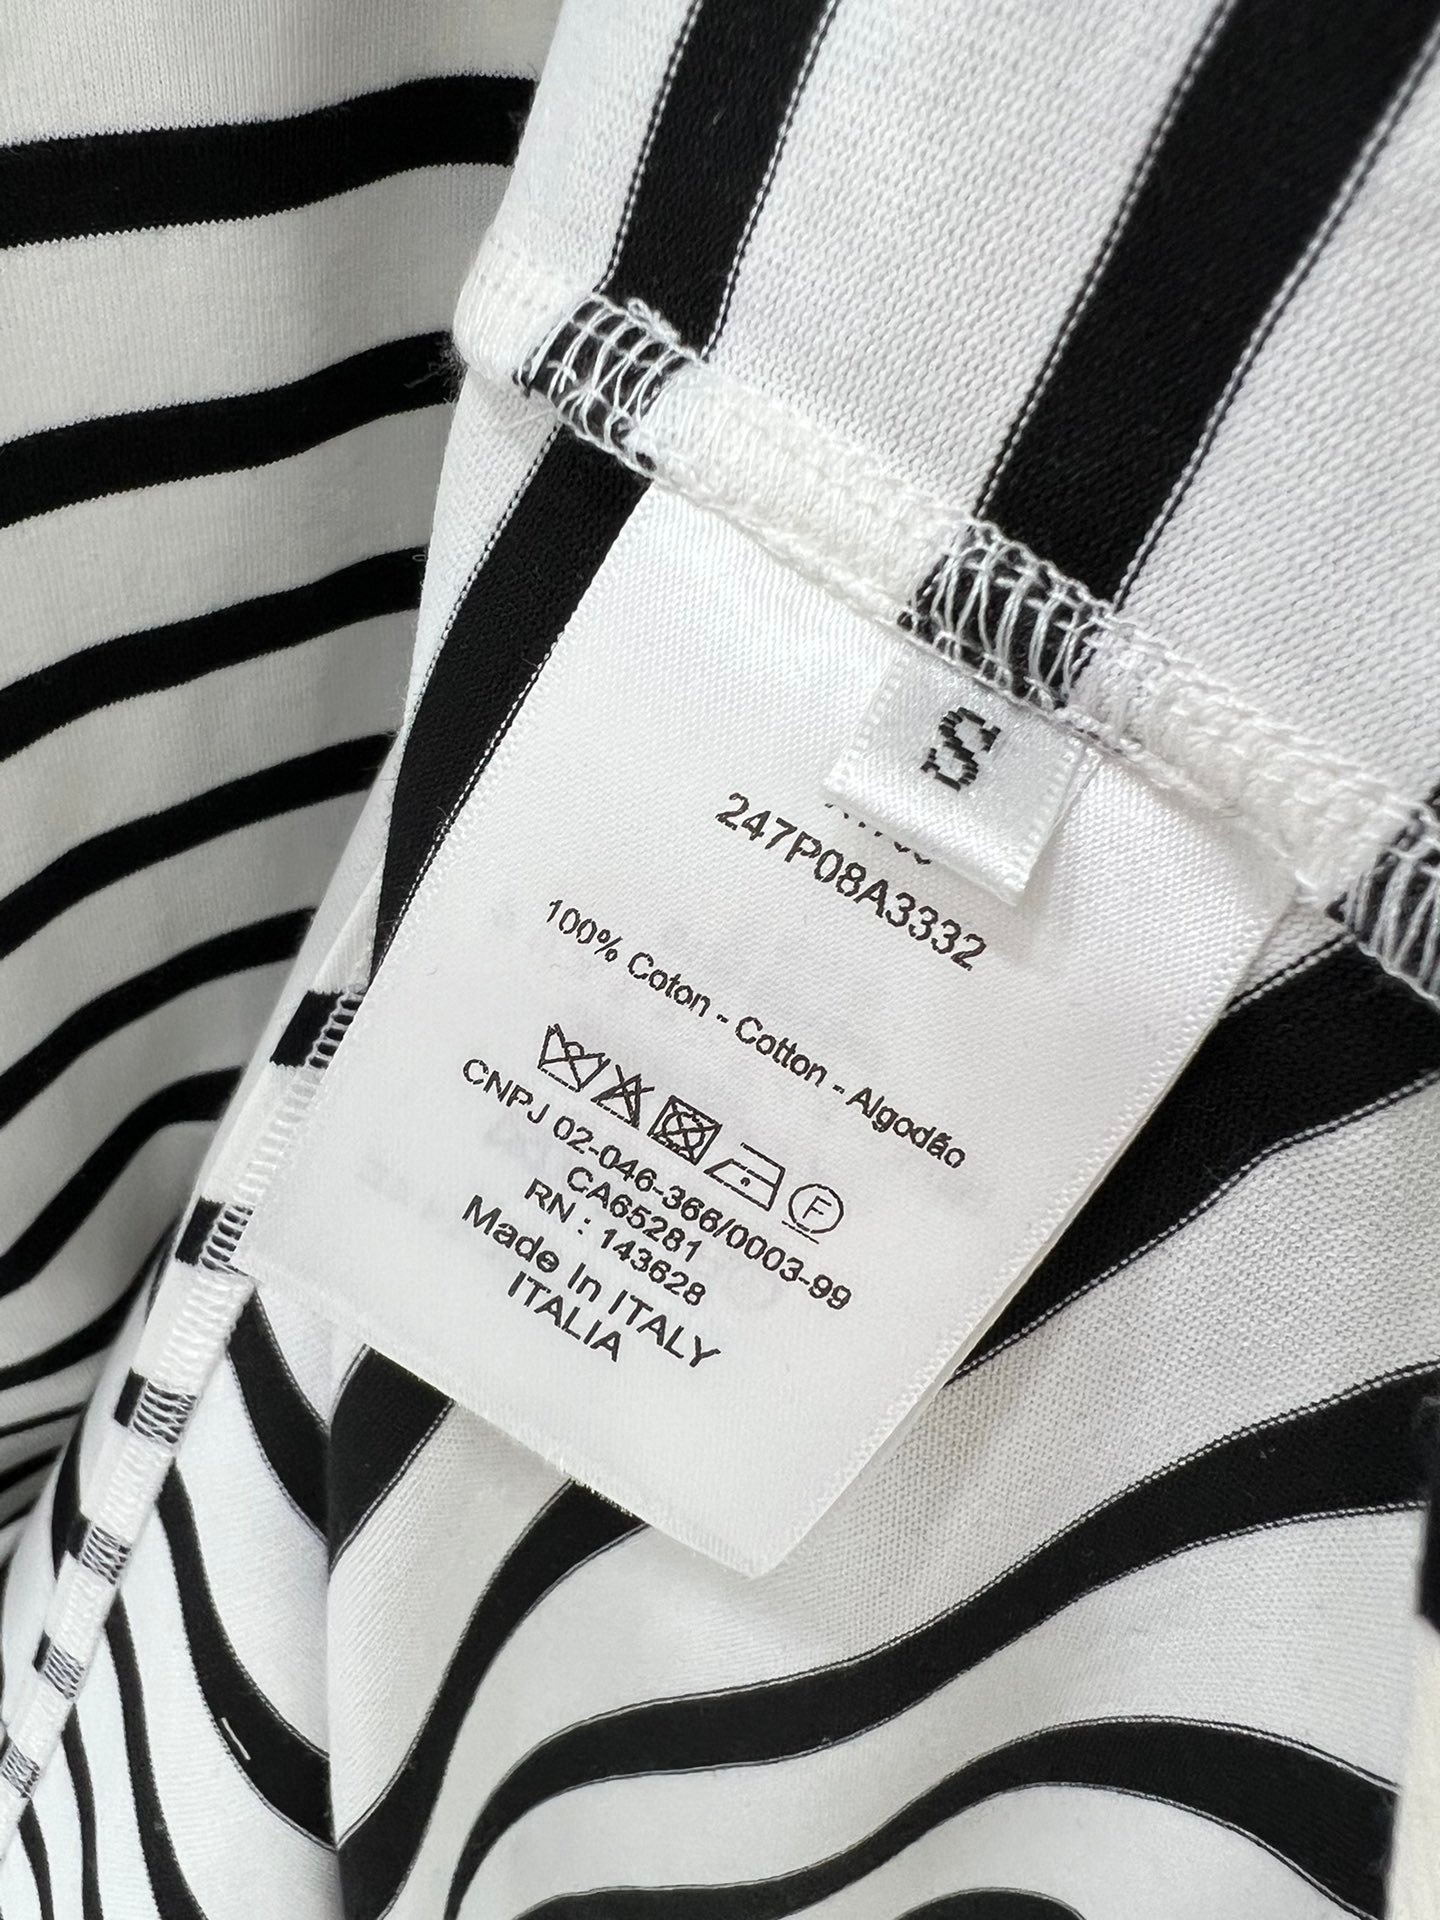 S
247P08A3332
100% Coton - Cotton - Algodão
F
CNPJ 02-046-366/0003-99
CA65281
RN : 143628
Made In ITALY
ITALIA